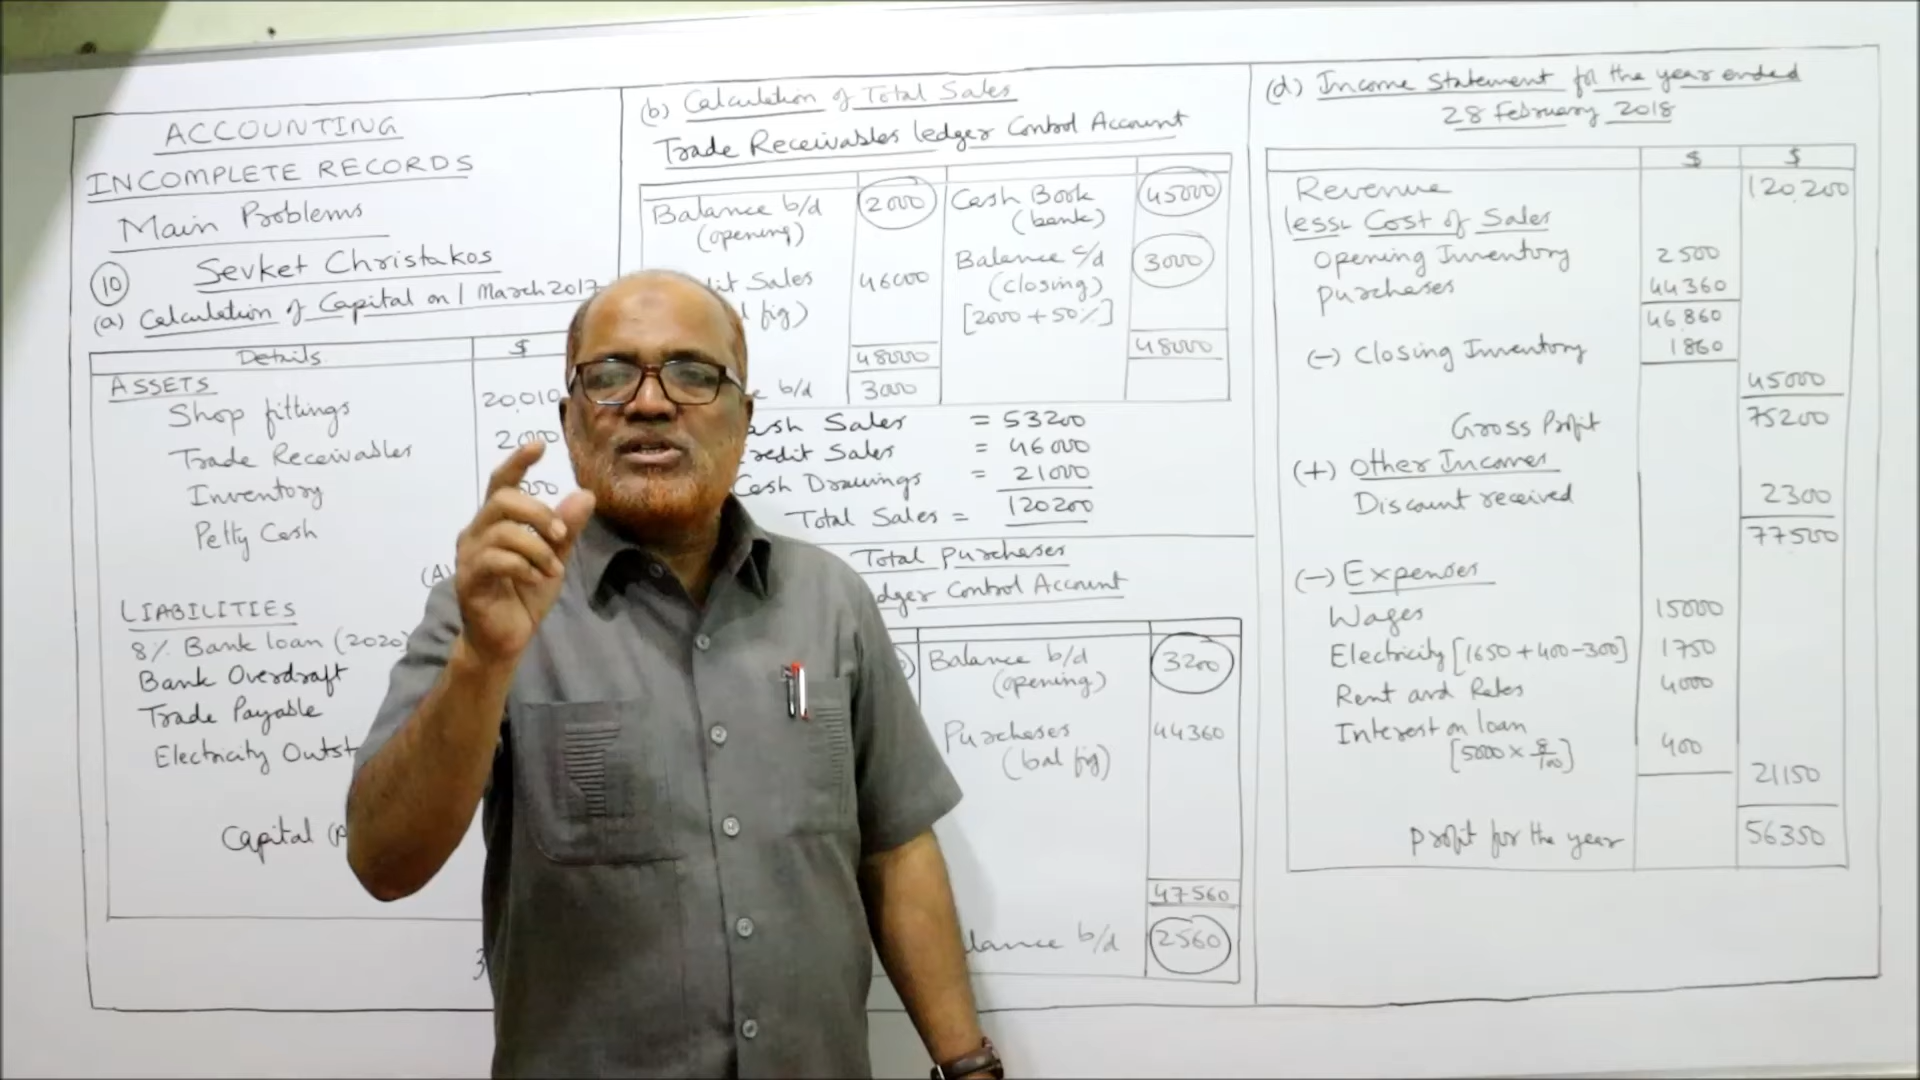 ACCOUNTING
INCOMPLETE RECORDS
Main Problems
(10) Sevket Christakos
(a) Calculation of Capital on 1 March 2017
Details $
ASSETS
Shop fittings 20,010
Trade Receivables 2000
Inventory
Petty Cash
LIABILITIES
8% Bank loan (2020)
Bank Overdraft
Trade Payable
Electricity
Capital
(b) Calculation of Total Sales
Trade Receivables ledger Control Account
Balance b/d 2000 Cash Book 45000
(opening) (bank)
Sales 46000 Balance c/d 3000
fig) (closing)
[2000 + 50%]
48000 48000
b/d 3000
Cash Sales = 53200
Credit Sales = 46000
Cash Drawings = 21000
Total Sales = 120200
Total purchases
Control Account
Balance b/d 3200
(opening)
Purchases 44360
(bal fig)
47560
b/d 2560
(d) Income Statement for the year ended
28 February 2018
$ $
Revenue 120,200
less: Cost of Sales
Opening Inventory 2500
purchases 44360
46860
(-) Closing Inventory 1860
45000
Gross Profit 75200
(+) Other Incomes
Discount received 2300
77500
(-) Expenses
Wages 15000
Electricity [1650 + 400 - 300] 1750
Rent and Rates 4000
Interest on loan
[5000 x 8/100] 400
21150
Profit for the year 56350